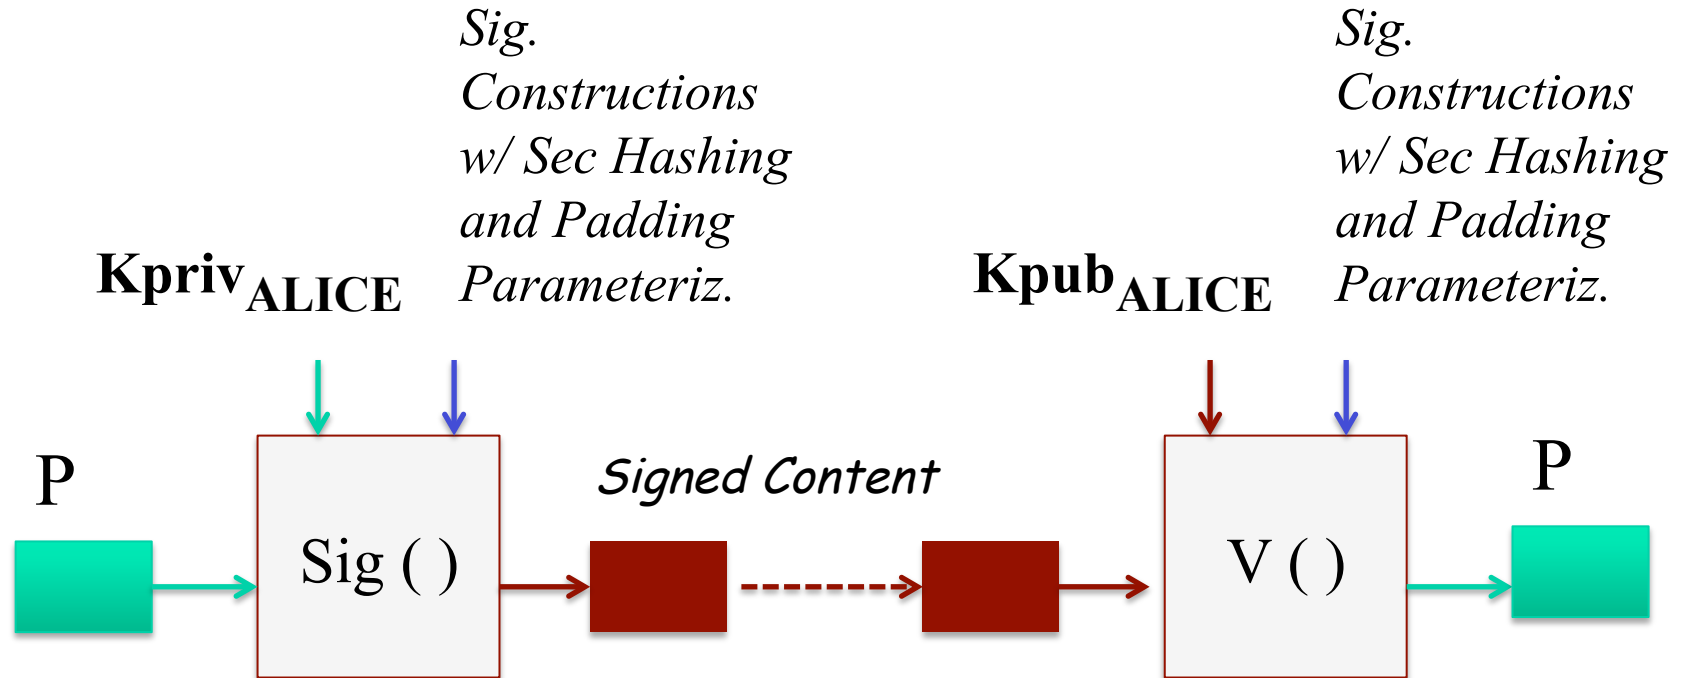 Sig.
Constructions
w/ Sec Hashing
and Padding
Parameteriz.
Sig.
Constructions
w/ Sec Hashing
and Padding
Parameteriz.
KprivALICE
KpubALICE
P
Signed Content
P
Sig ( )
V ( )